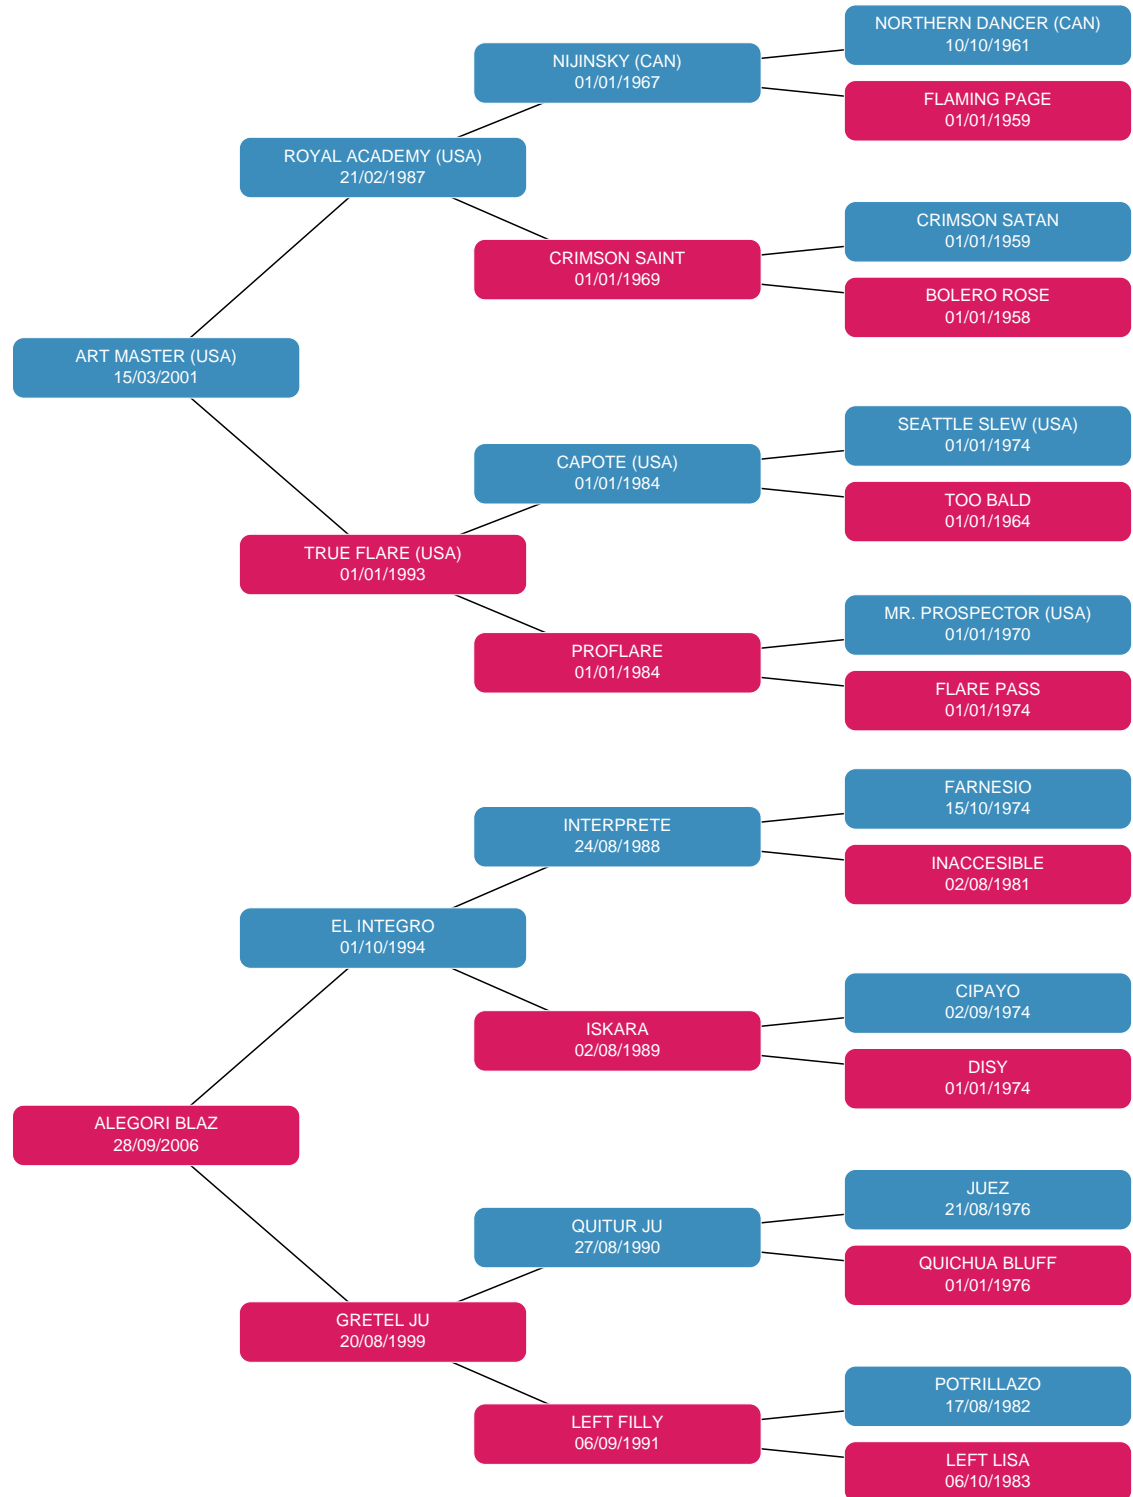 NORTHERN DANCER (CAN)
10/10/1961
NIJINSKY (CAN)
01/01/1967
FLAMING PAGE
01/01/1959
ROYAL ACADEMY (USA)
21/02/1987
CRIMSON SATAN
01/01/1959
CRIMSON SAINT
01/01/1969
BOLERO ROSE
01/01/1958
ART MASTER (USA)
15/03/2001
SEATTLE SLEW (USA)
01/01/1974
CAPOTE (USA)
01/01/1984
TOO BALD
01/01/1964
TRUE FLARE (USA)
01/01/1993
MR. PROSPECTOR (USA)
01/01/1970
PROFLARE
01/01/1984
FLARE PASS
01/01/1974
FARNESIO
15/10/1974
INTERPRETE
24/08/1988
INACCESIBLE
02/08/1981
EL INTEGRO
01/10/1994
CIPAYO
02/09/1974
ISKARA
02/08/1989
DISY
01/01/1974
ALEGORI BLAZ
28/09/2006
JUEZ
21/08/1976
QUITUR JU
27/08/1990
QUICHUA BLUFF
01/01/1976
GRETEL JU
20/08/1999
POTRILLAZO
17/08/1982
LEFT FILLY
06/09/1991
LEFT LISA
06/10/1983